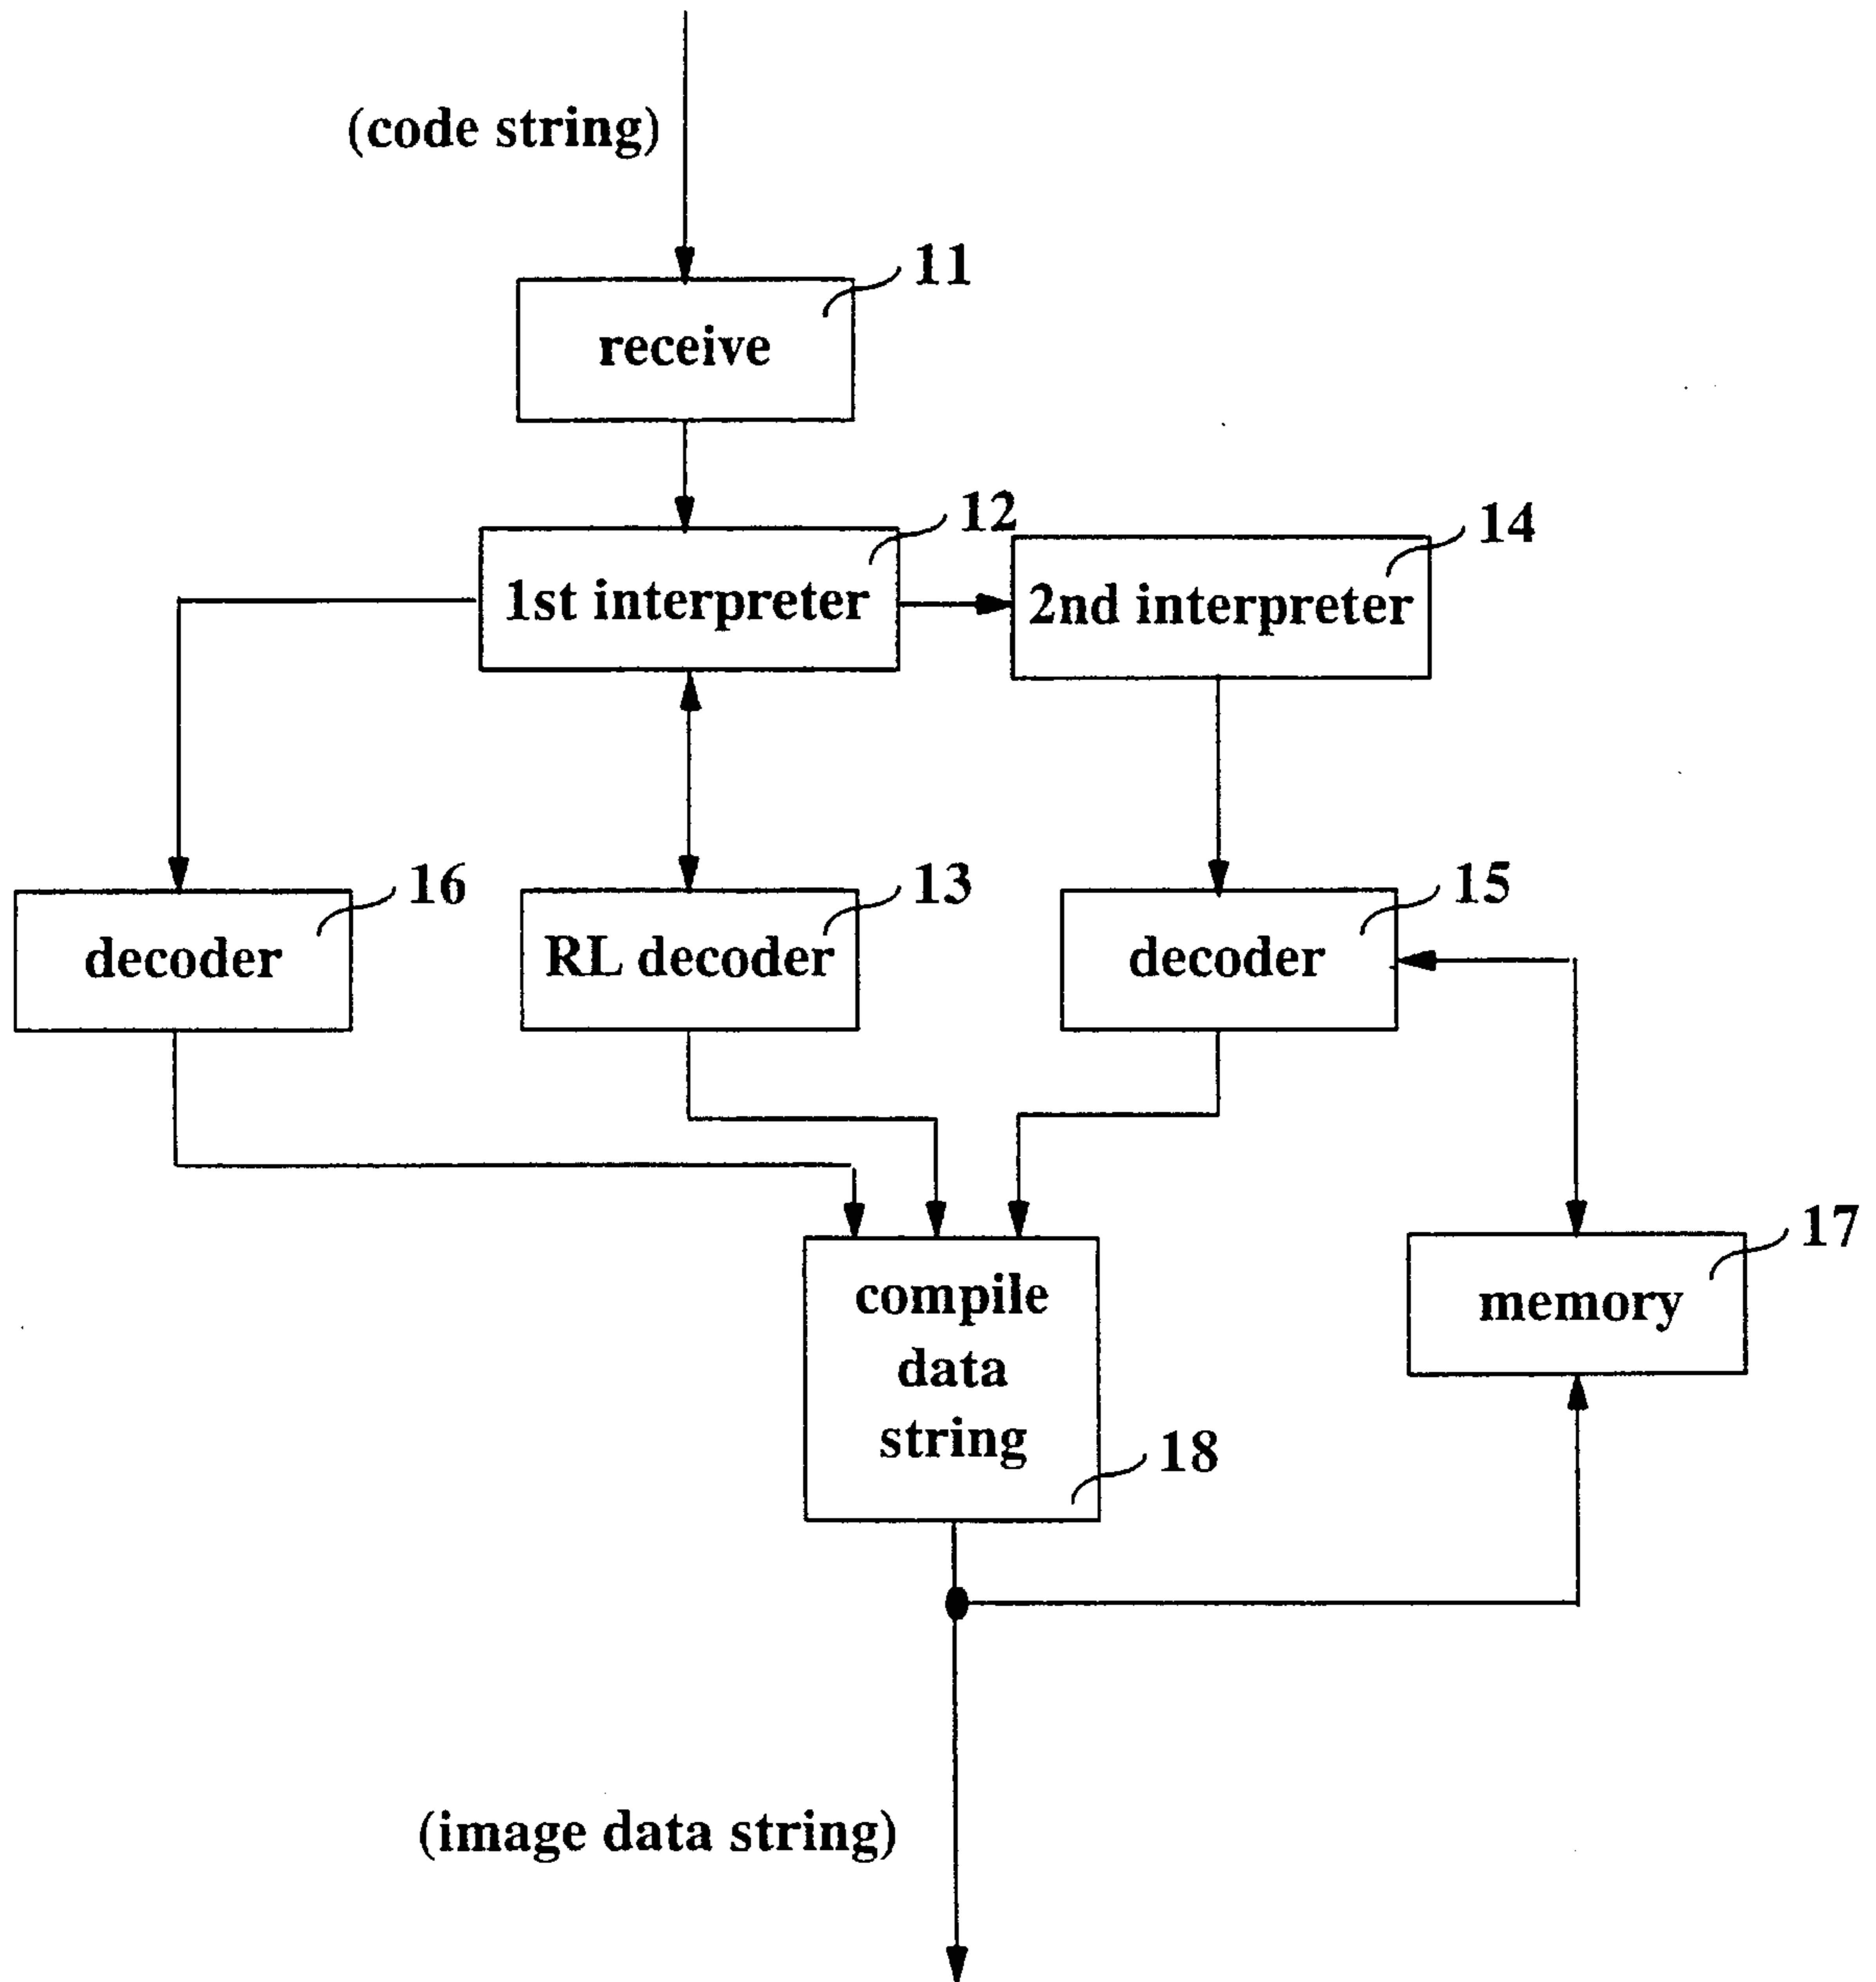 (code string)
11
receive
12
14
1st interpreter
2nd interpreter
16
13
15
decoder
RL decoder
decoder
17
compile
data
string
memory
18
(image data string)